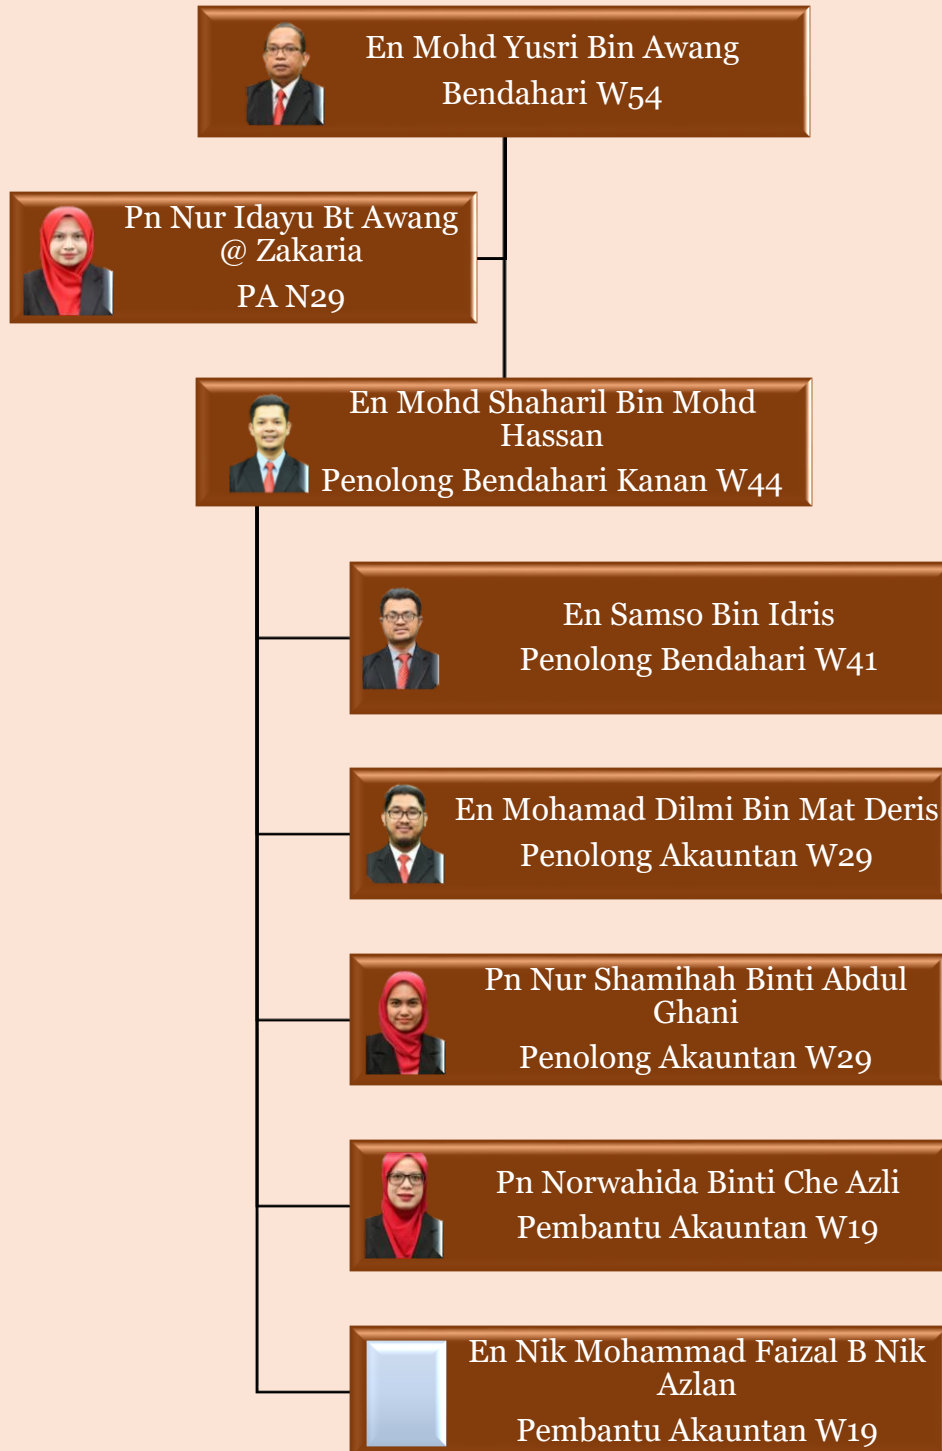 En Mohd Yusri Bin Awang
Bendahari W54
Pn Nur Idayu Bt Awang
@ Zakaria
PA N29
En Mohd Shaharil Bin Mohd
Hassan
Penolong Bendahari Kanan W44
En Samso Bin Idris
Penolong Bendahari W41
En Mohamad Dilmi Bin Mat Deris
Penolong Akauntan W29
Pn Nur Shamihah Binti Abdul
Ghani
Penolong Akauntan W29
Pn Norwahida Binti Che Azli
Pembantu Akauntan W19
En Nik Mohammad Faizal B Nik
Azlan
Pembantu Akauntan W19